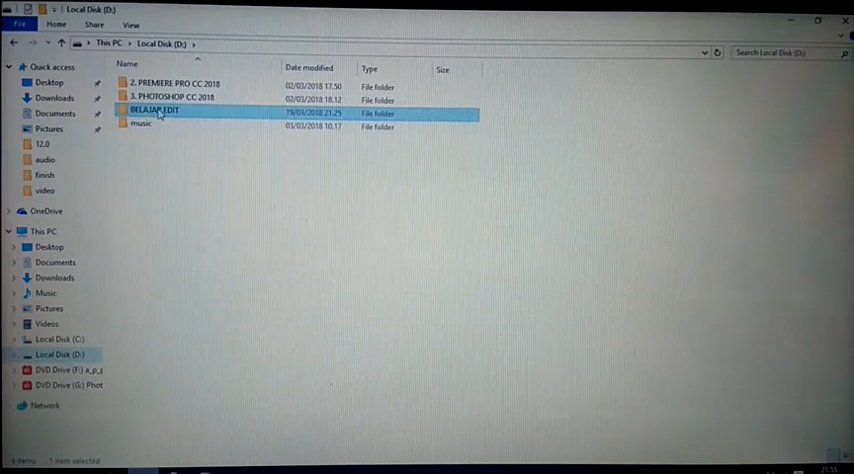 Local Disk (D:)
File Home Share View
This PC > Local Disk (D:) >
Search Local Disk (D:)
Name Date modified Type Size
2. PREMIERE PRO CC 2018 02/03/2018 17.50 File folder
3. PHOTOSHOP CC 2018 02/03/2018 18.12 File folder
BELAJAR EDIT 19/03/2018 21.25 File folder
music 03/03/2018 10.17 File folder
Quick access
Desktop
Downloads
Documents
Pictures
12.0
audio
finish
video
OneDrive
This PC
Desktop
Documents
Downloads
Music
Pictures
Videos
Local Disk (C:)
Local Disk (D:)
DVD Drive (F:) a_p_p
DVD Drive (G:) Phot
Network
4 items 1 item selected
21.55